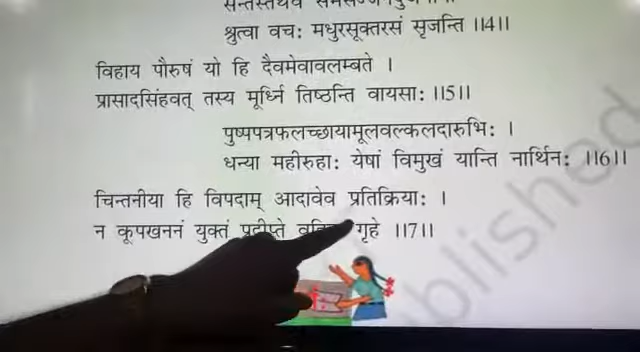 श्रुत्वा वचः मधुरसूक्तरसं सृजन्ति ।।4।।
विहाय पौरुषं यो हि दैवमेवावलम्बते ।
प्रासादसिंहवत् तस्य मूर्ध्नि तिष्ठन्ति वायसाः ।।5।।
पुष्पपत्रफलच्छायामूलवल्कलदारुभिः ।
धन्या महीरुहाः येषां विमुखं यान्ति नार्थिनः ।।6।।
चिन्तनीया हि विपदाम् आदावेव प्रतिक्रियाः ।
न कूपखननं युक्तं प्रदीप्ते गृहे ।।7।।